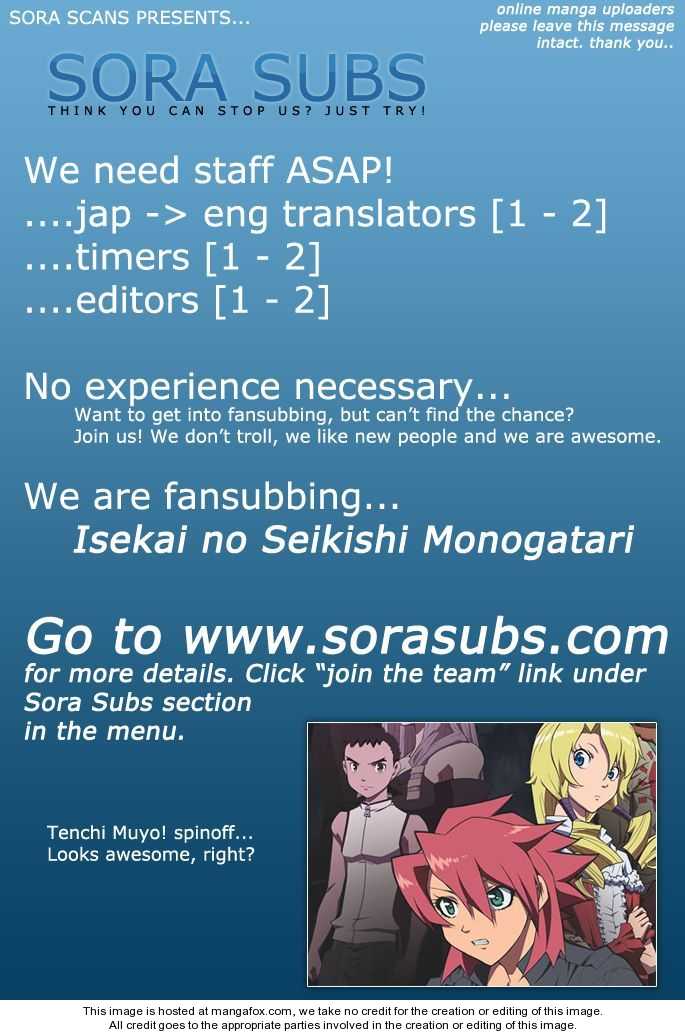 SORA SCANS PRESENTS...
online manga uploaders
please leave this message
intact. thank you..
SORA SUBS
THINK YOU CAN STOP US? JUST TRY!
We need staff ASAP!
....jap -> eng translators [1 - 2]
....timers [1 - 2]
....editors [1 - 2]
No experience necessary...
Want to get into fansubbing, but can't find the chance?
Join us! We don't troll, we like new people and we are awesome.
We are fansubbing...
Isekai no Seikishi Monogatari
Go to www.sorasubs.com
for more details. Click “join the team” link under
Sora Subs section
in the menu.
Tenchi Muyo! spinoff...
Looks awesome, right?
This image is hosted at mangafox.com, we take no credit for the creation or editing of this image.
All credit goes to the appropriate parties involved in the creation or editing of this image.